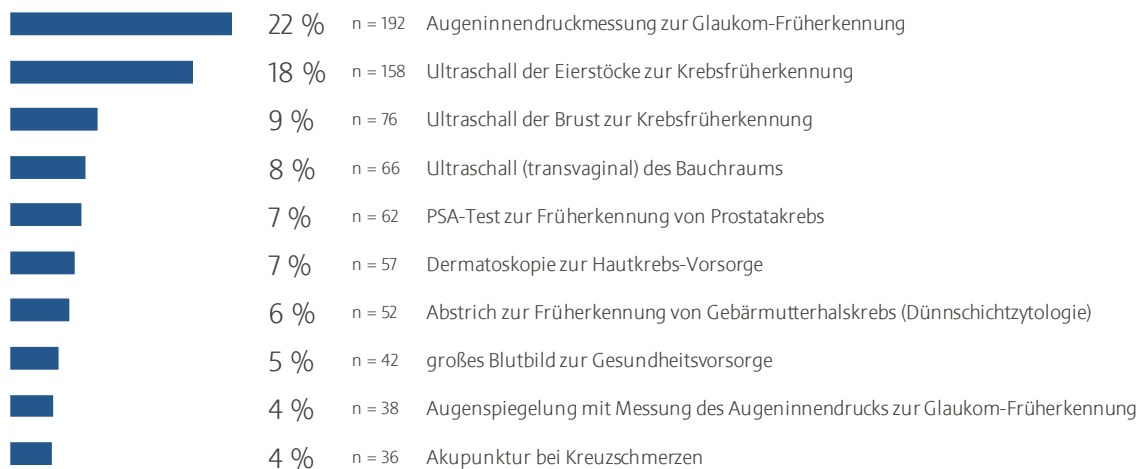 22 % n = 192 Augeninnendruckmessung zur Glaukom-Früherkennung
18 % n = 158 Ultraschall der Eierstöcke zur Krebsfrüherkennung
9 % n = 76 Ultraschall der Brust zur Krebsfrüherkennung
8 % n = 66 Ultraschall (transvaginal) des Bauchraums
7 % n = 62 PSA-Test zur Früherkennung von Prostatakrebs
7 % n = 57 Dermatoskopie zur Hautkrebs-Vorsorge
6 % n = 52 Abstrich zur Früherkennung von Gebärmutterhalskrebs (Dünnschichtzytologie)
5 % n = 42 großes Blutbild zur Gesundheitsvorsorge
4 % n = 38 Augenspiegelung mit Messung des Augeninnendrucks zur Glaukom-Früherkennung
4 % n = 36 Akupunktur bei Kreuzschmerzen